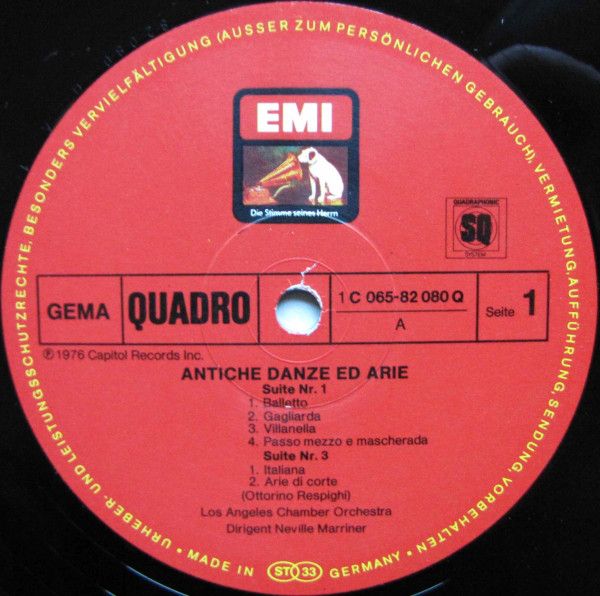 URHEBER- UND LEISTUNGSSCHUTZRECHTE, BESONDERS VERVIELFÄLTIGUNG (AUSSER ZUM PERSÖNLICHEN GEBRAUCH), VERMIETUNG, AUFFÜHRUNG, SENDUNG, VORBEHALTEN • MADE IN ST 33 GERMANY •
EMI
Die Stimme seines Herrn
QUADRAPHONIC
SQ
SYSTEM
GEMA
QUADRO
1 C 065-82 080 Q
A
Seite 1
℗ 1976 Capitol Records Inc.
ANTICHE DANZE ED ARIE
Suite Nr. 1
1. Balletto
2. Gagliarda
3. Villanella
4. Passo mezzo e mascherada
Suite Nr. 3
1. Italiana
2. Arie di corte
(Ottorino Respighi)
Los Angeles Chamber Orchestra
Dirigent Neville Marriner